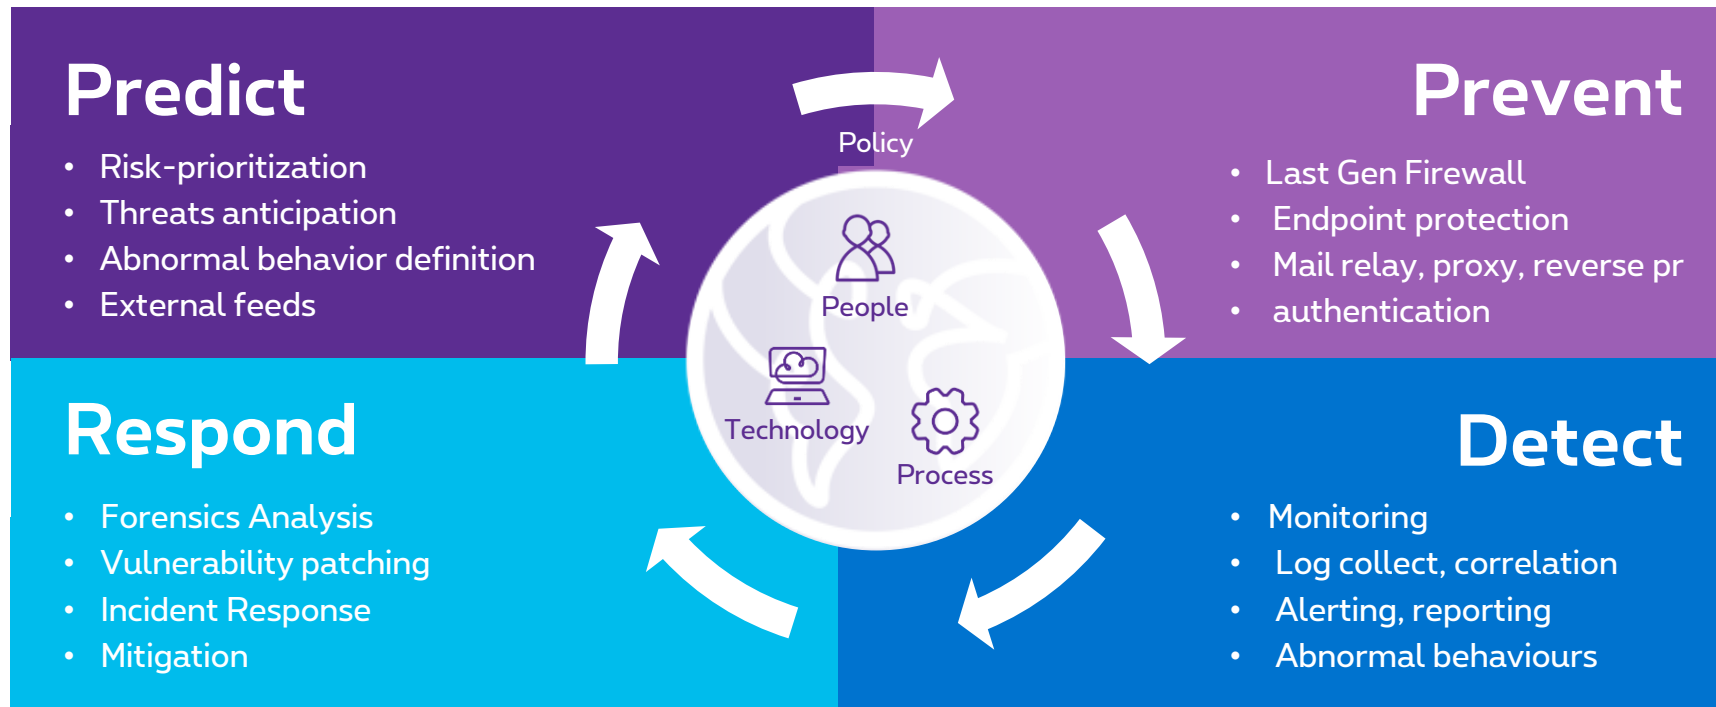 Predict
• Risk-prioritization
• Threats anticipation
• Abnormal behavior definition
• External feeds
Prevent
• Last Gen Firewall
• Endpoint protection
• Mail relay, proxy, reverse pr
• authentication
Policy
People
Technology
Process
Respond
• Forensics Analysis
• Vulnerability patching
• Incident Response
• Mitigation
Detect
• Monitoring
• Log collect, correlation
• Alerting, reporting
• Abnormal behaviours